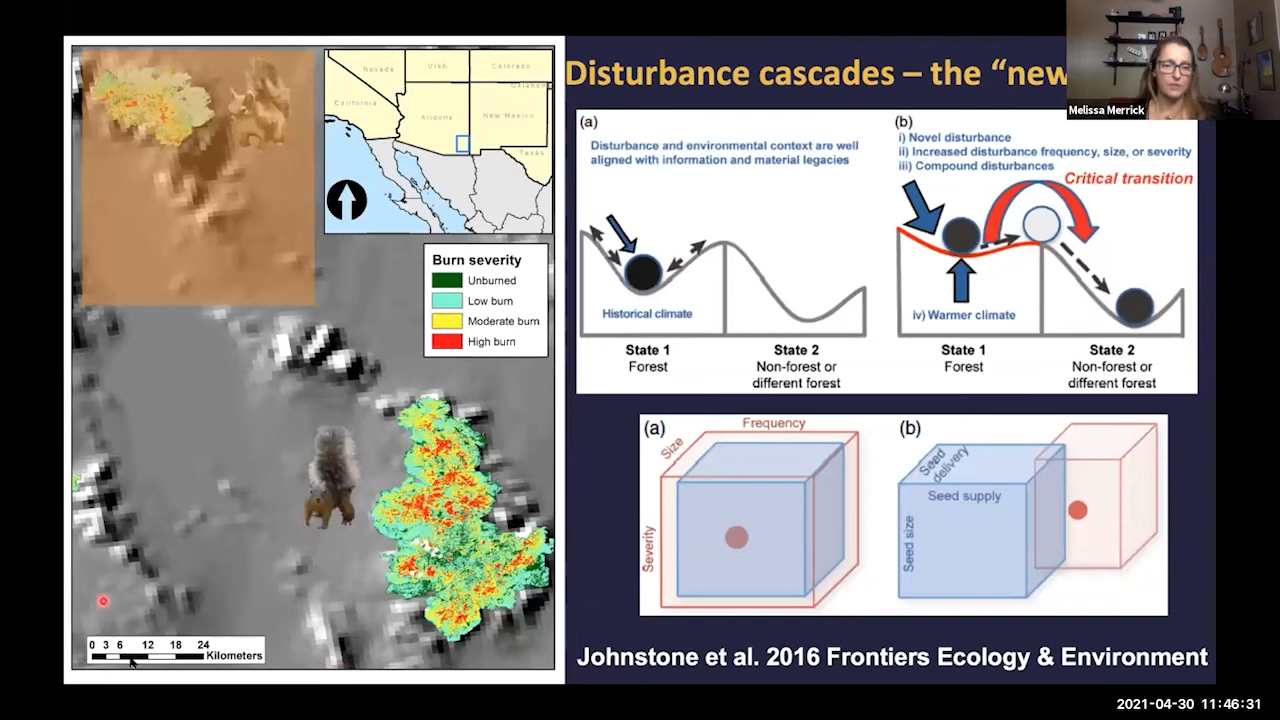 Disturbance cascades – the “new
Melissa Merrick
Nevada
Utah
Colorado
California
Arizona
New Mexico
Texas
Burn severity
Unburned
Low burn
Moderate burn
High burn
0 3 6 12 18 24
Kilometers
(a)
Disturbance and environmental context are well
aligned with information and material legacies
Historical climate
State 1
Forest
State 2
Non-forest or
different forest
(b)
i) Novel disturbance
ii) Increased disturbance frequency, size, or severity
iii) Compound disturbances
Critical transition
iv) Warmer climate
State 1
Forest
State 2
Non-forest or
different forest
(a)
Size
Frequency
Severity
(b)
Seed
delivery
Seed supply
Seed size
Johnstone et al. 2016 Frontiers Ecology & Environment
2021-04-30 11:46:31